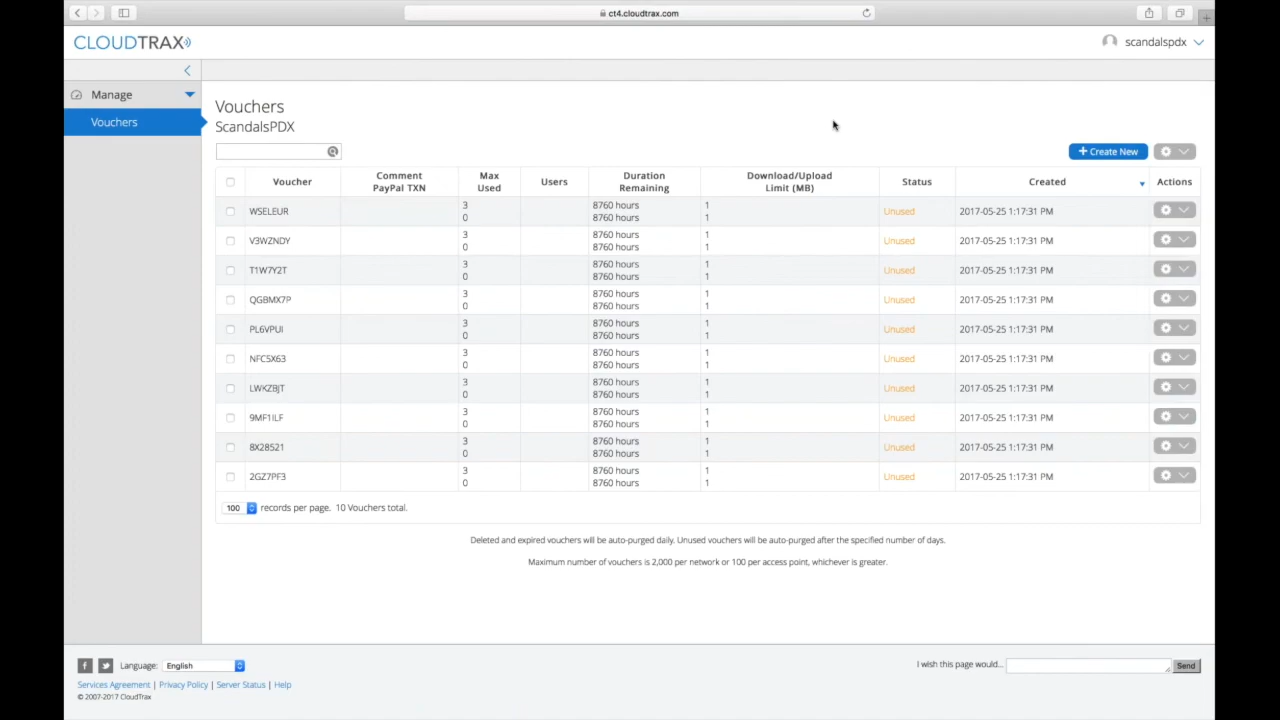 ct4.cloudtrax.com
CLOUDTRAX
scandalspdx
Manage
Vouchers
Vouchers
ScandalsPDX
+ Create New
Voucher Comment PayPal TXN Max Used Users Duration Remaining Download/Upload Limit (MB) Status Created Actions
WSELEUR 3 0 8760 hours 8760 hours 1 1 Unused 2017-05-25 1:17:31 PM
V3WZNDY 3 0 8760 hours 8760 hours 1 1 Unused 2017-05-25 1:17:31 PM
T1W7Y2T 3 0 8760 hours 8760 hours 1 1 Unused 2017-05-25 1:17:31 PM
QGBMX7P 3 0 8760 hours 8760 hours 1 1 Unused 2017-05-25 1:17:31 PM
PL6VPUI 3 0 8760 hours 8760 hours 1 1 Unused 2017-05-25 1:17:31 PM
NFC5X63 3 0 8760 hours 8760 hours 1 1 Unused 2017-05-25 1:17:31 PM
LWKZBJT 3 0 8760 hours 8760 hours 1 1 Unused 2017-05-25 1:17:31 PM
9MF1ILF 3 0 8760 hours 8760 hours 1 1 Unused 2017-05-25 1:17:31 PM
8X28521 3 0 8760 hours 8760 hours 1 1 Unused 2017-05-25 1:17:31 PM
2GZ7PF3 3 0 8760 hours 8760 hours 1 1 Unused 2017-05-25 1:17:31 PM
100 records per page. 10 Vouchers total.
Deleted and expired vouchers will be auto-purged daily. Unused vouchers will be auto-purged after the specified number of days.
Maximum number of vouchers is 2,000 per network or 100 per access point, whichever is greater.
Language: English
I wish this page would... Send
Services Agreement | Privacy Policy | Server Status | Help
© 2007-2017 CloudTrax